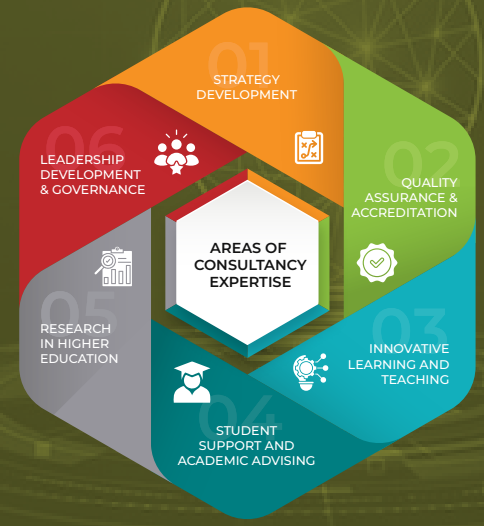 01
STRATEGY
DEVELOPMENT
02
QUALITY
ASSURANCE &
ACCREDITATION
03
INNOVATIVE
LEARNING AND
TEACHING
04
STUDENT
SUPPORT AND
ACADEMIC ADVISING
05
RESEARCH
IN HIGHER
EDUCATION
06
LEADERSHIP
DEVELOPMENT
& GOVERNANCE
AREAS OF
CONSULTANCY
EXPERTISE